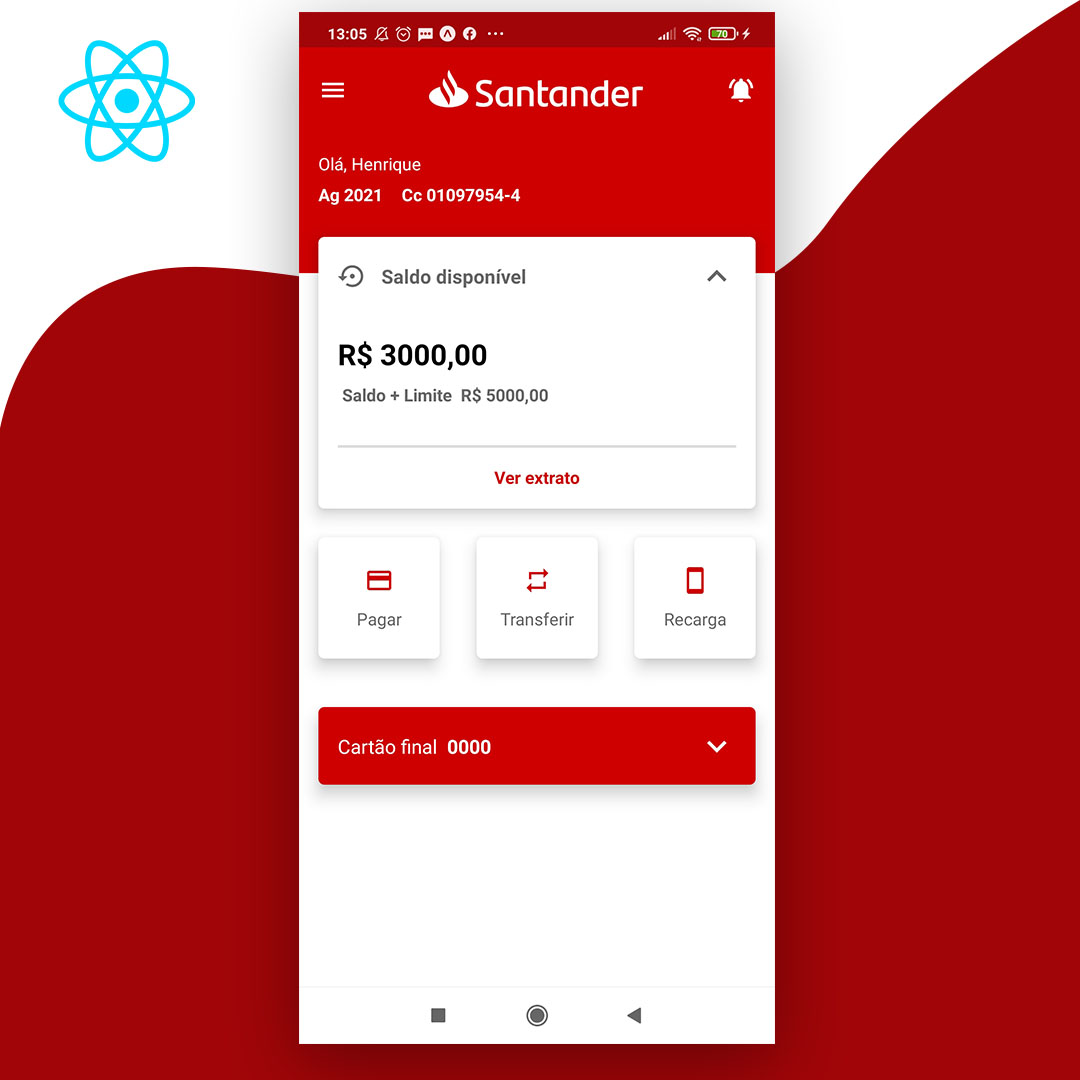 13:05
70
Santander
Olá, Henrique
Ag 2021 Cc 01097954-4
Saldo disponível
R$ 3000,00
Saldo + Limite R$ 5000,00
Ver extrato
Pagar Transferir Recarga
Cartão final 0000